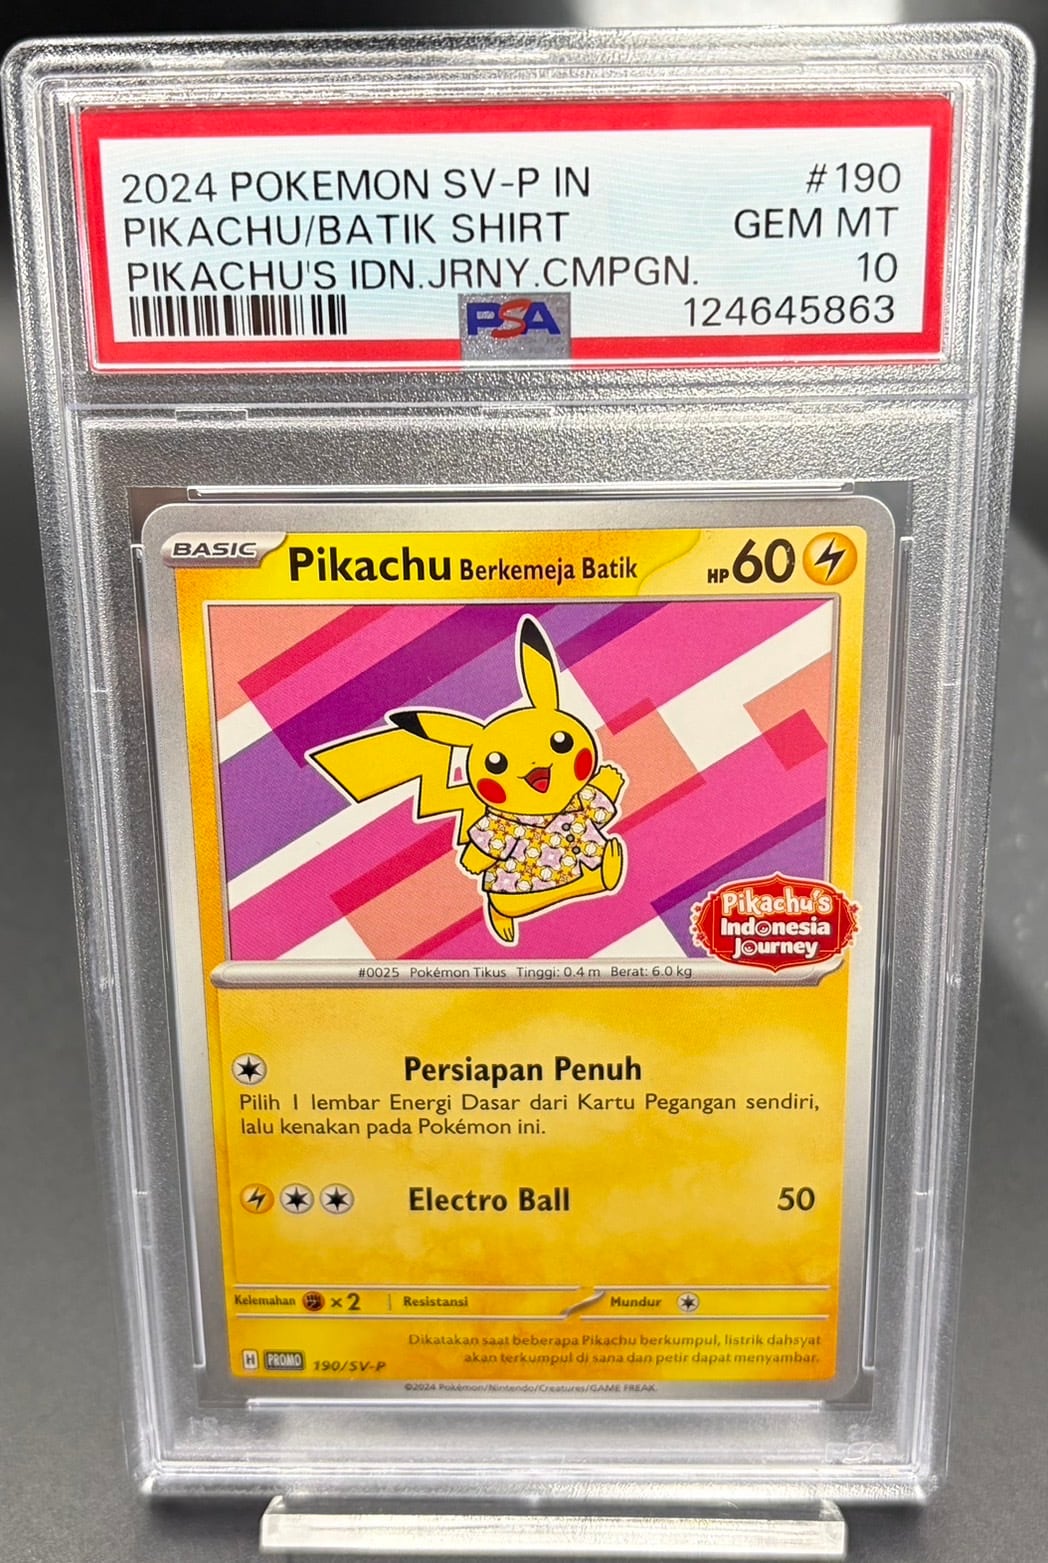 2024 POKEMON SV-P IN #190
PIKACHU/BATIK SHIRT GEM MT
PIKACHU'S IDN.JRNY.CMPGN. 10
PSA 124645863
BASIC Pikachu Berkemeja Batik HP 60
Pikachu's
Indonesia
Journey
#0025 Pokémon Tikus Tinggi: 0.4 m Berat: 6.0 kg
Persiapan Penuh
Pilih 1 lembar Energi Dasar dari Kartu Pegangan sendiri,
lalu kenakan pada Pokémon ini.
Electro Ball 50
Kelemahan ×2 Resistansi Mundur
Dikatakan saat beberapa Pikachu berkumpul, listrik dahsyat
akan terkumpul di sana dan petir dapat menyambar.
H PROMO 190/SV-P
©2024 Pokémon/Nintendo/Creatures/GAME FREAK.